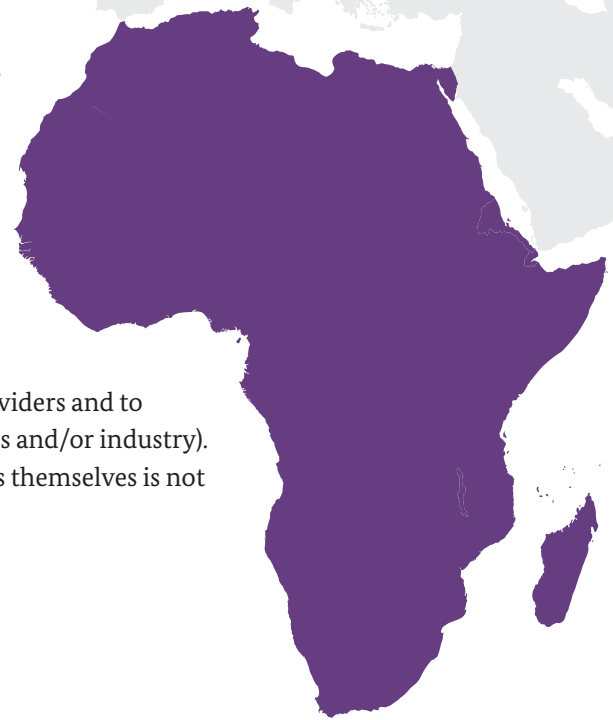 viders and to
s and/or industry).
s themselves is not